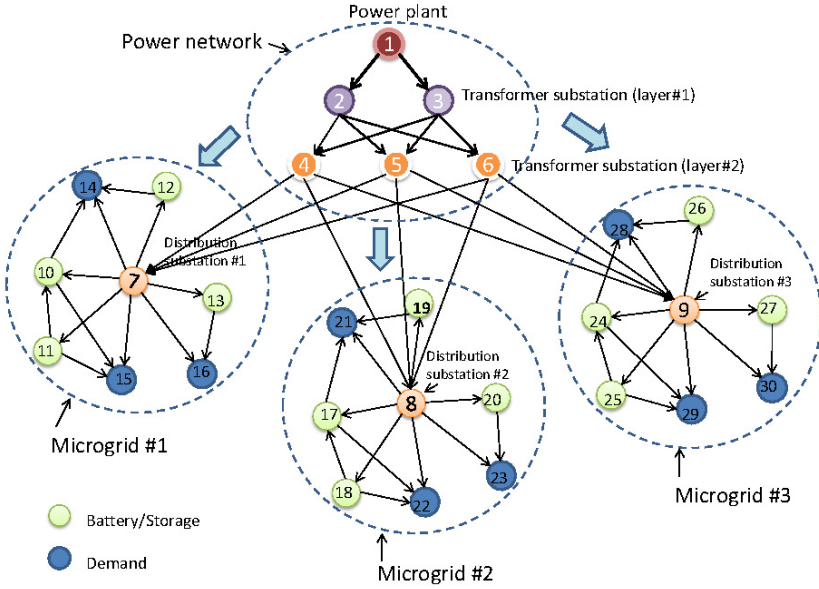 Power plant
Power network
1
2
3
Transformer substation (layer#1)
4
5
6
Transformer substation (layer#2)
14
12
Distribution
substation #1
10
7
13
11
15
16
Microgrid #1
19
21
Distribution
substation #2
8
20
17
18
22
23
Microgrid #2
26
28
Distribution
substation #3
9
27
24
25
29
30
Microgrid #3
Battery/Storage
Demand